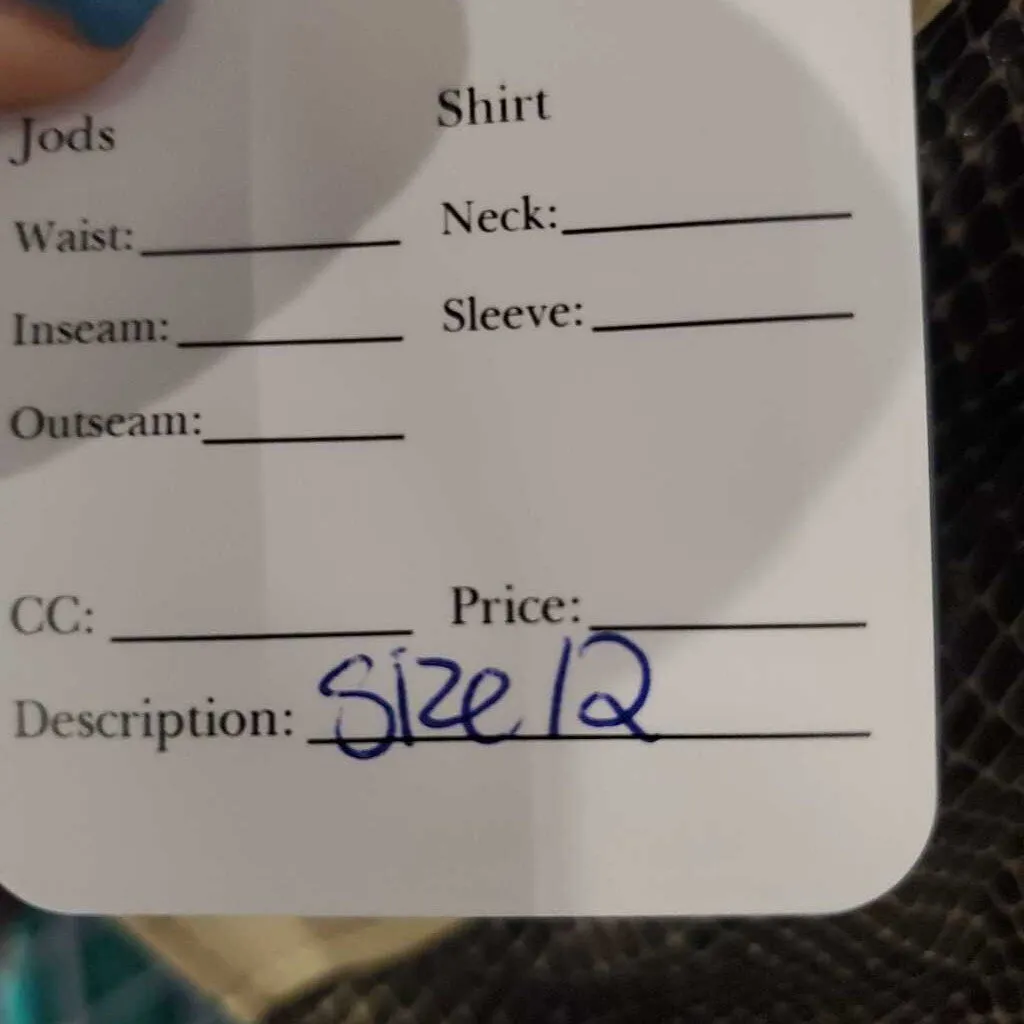 Jods
Shirt
Waist:
Neck:
Inseam:
Sleeve:
Outseam:
CC:
Price:
Description: Size 12